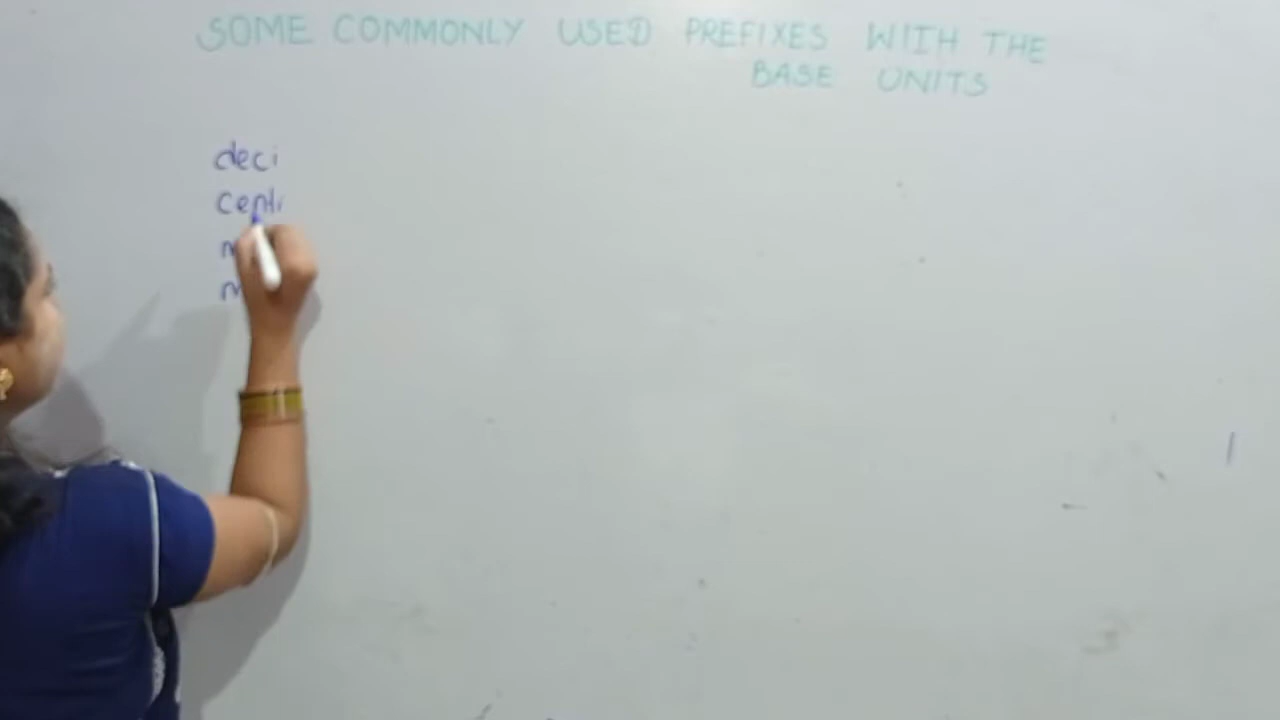 SOME COMMONLY USED PREFIXES WITH THE
BASE UNITS
deci
centi